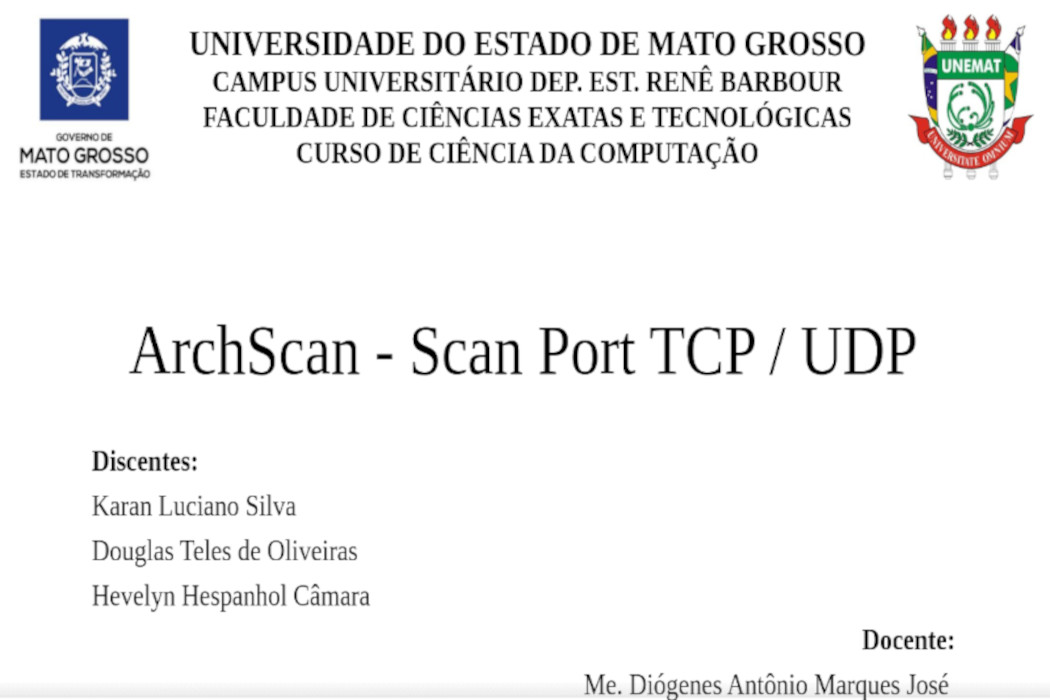 UNIVERSIDADE DO ESTADO DE MATO GROSSO
CAMPUS UNIVERSITÁRIO DEP. EST. RENÊ BARBOUR
FACULDADE DE CIÊNCIAS EXATAS E TECNOLÓGICAS
CURSO DE CIÊNCIA DA COMPUTAÇÃO
GOVERNO DE
MATO GROSSO
ESTADO DE TRANSFORMAÇÃO
UNEMAT
UNIVERSITATE OMNIUM
ArchScan - Scan Port TCP / UDP
Discentes:
Karan Luciano Silva
Douglas Teles de Oliveiras
Hevelyn Hespanhol Câmara
Docente:
Me. Diógenes Antônio Marques José